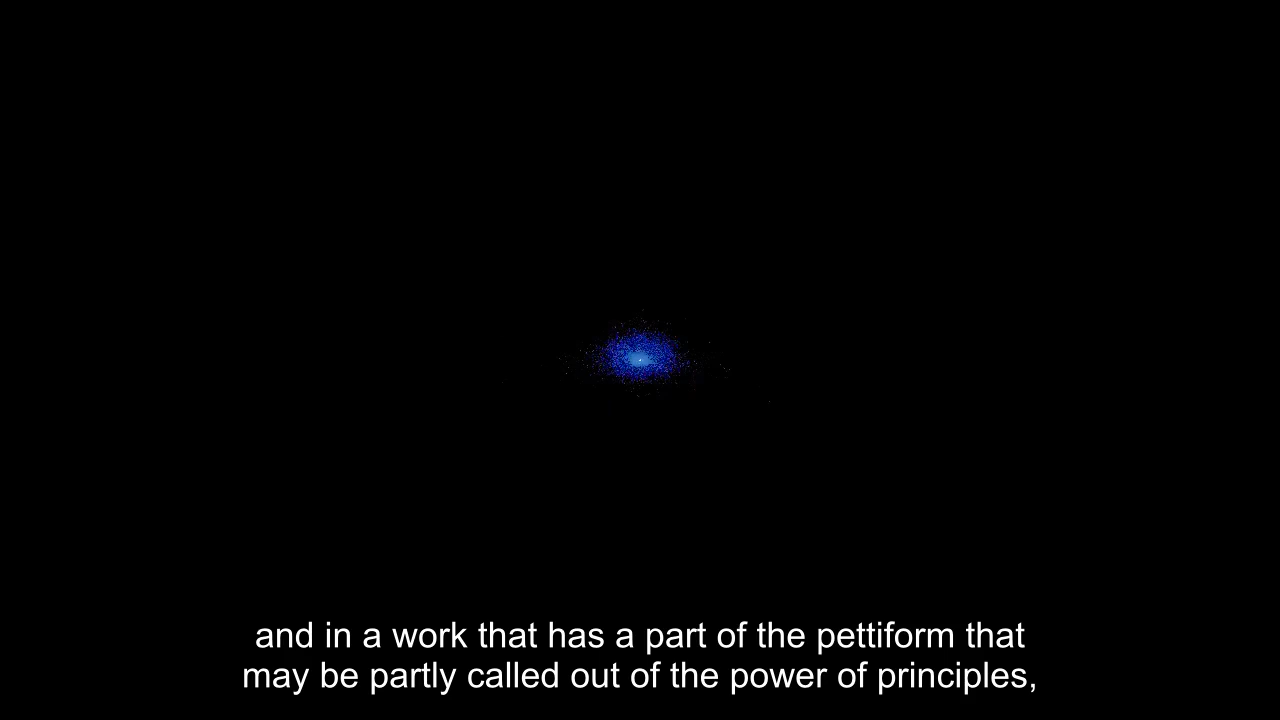 and in a work that has a part of the pettiform that
may be partly called out of the power of principles,